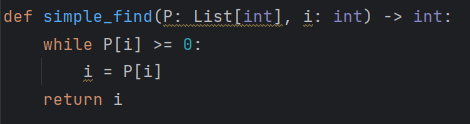 def simple_find(P: List[int], i: int) -> int:
    while P[i] >= 0:
        i = P[i]
    return i